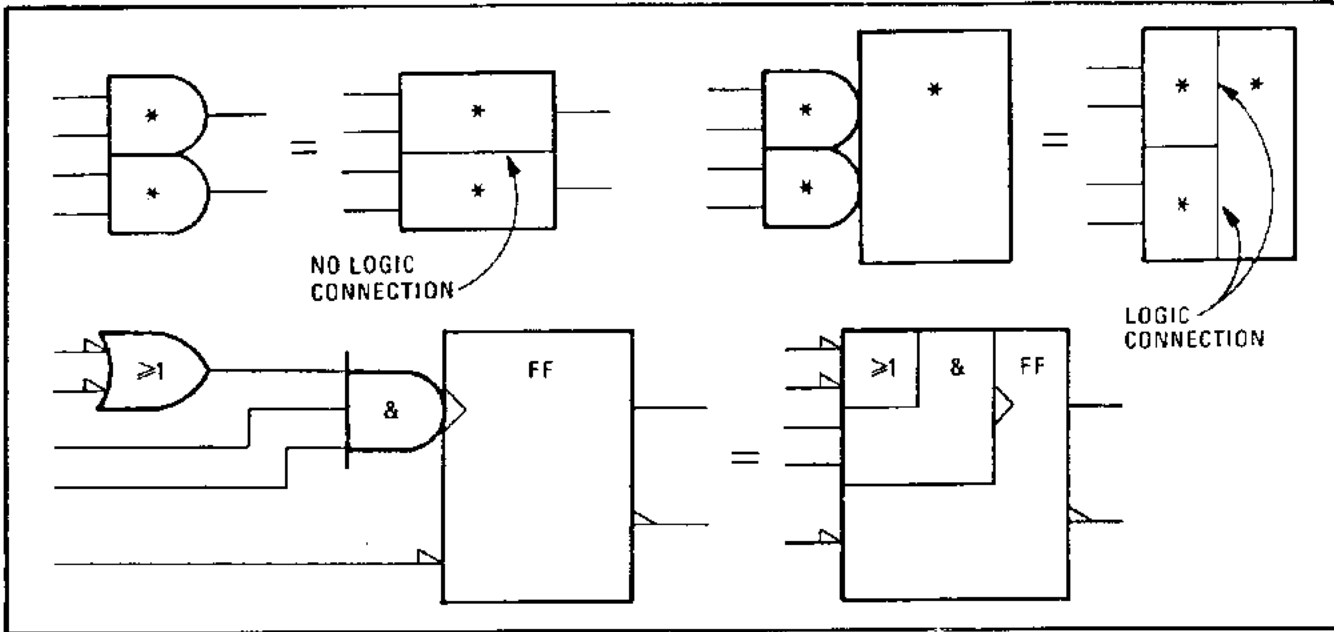 * = * * * = * *
* * * *
NO LOGIC
CONNECTION
LOGIC
CONNECTION
≥1 & FF = ≥1 & FF